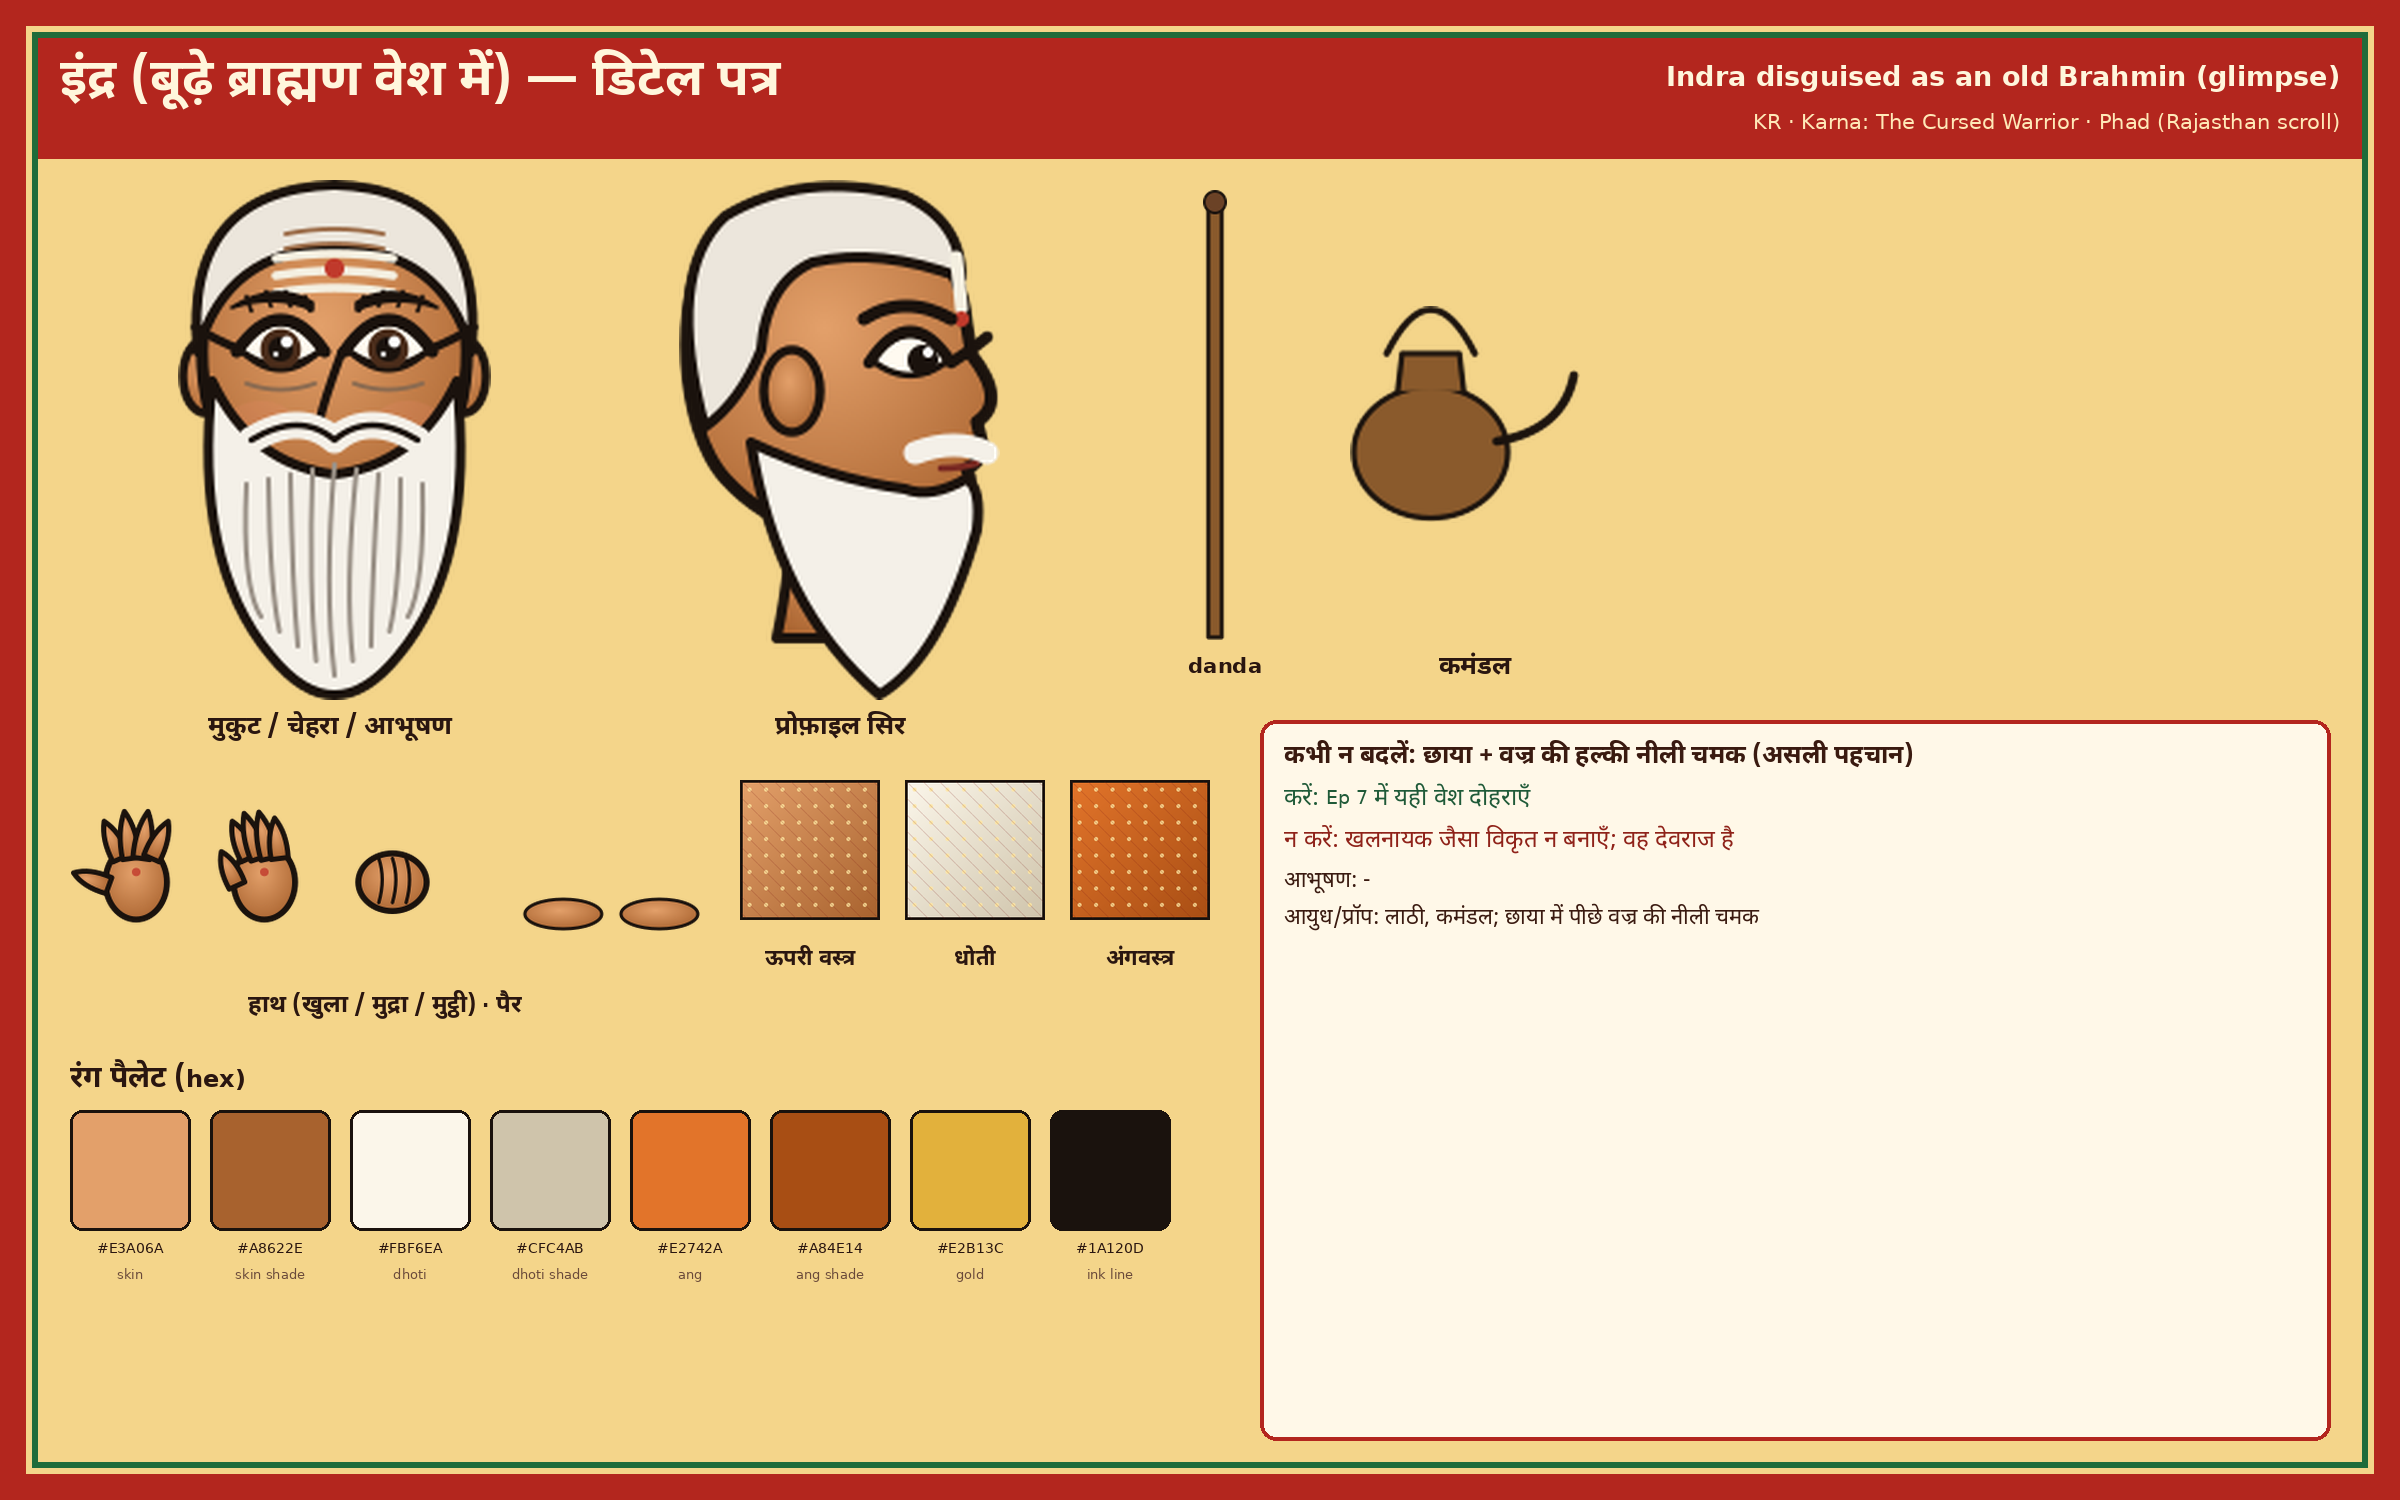 इंद्र (बूढ़े ब्राह्मण वेश में) — डिटेल पत्र
Indra disguised as an old Brahmin (glimpse)
KR · Karna: The Cursed Warrior · Phad (Rajasthan scroll)
danda
कमंडल
मुकुट / चेहरा / आभूषण
प्रोफ़ाइल सिर
कभी न बदलें: छाया + वज्र की हल्की नीली चमक (असली पहचान)
करें: Ep 7 में यही वेश दोहराएँ
न करें: खलनायक जैसा विकृत न बनाएँ; वह देवराज है
आभूषण: -
आयुध/प्रॉप: लाठी, कमंडल; छाया में पीछे वज्र की नीली चमक
ऊपरी वस्त्र
धोती
अंगवस्त्र
हाथ (खुला / मुद्रा / मुट्ठी) · पैर
रंग पैलेट (hex)
#E3A06A
#A8622E
#FBF6EA
#CFC4AB
#E2742A
#A84E14
#E2B13C
#1A120D
skin
skin shade
dhoti
dhoti shade
ang
ang shade
gold
ink line